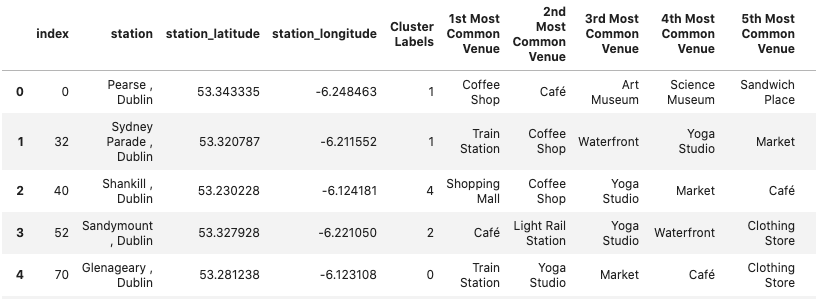 index station station_latitude station_longitude Cluster Labels 1st Most Common Venue 2nd Most Common Venue 3rd Most Common Venue 4th Most Common Venue 5th Most Common Venue
0 0 Pearse , Dublin 53.343335 -6.248463 1 Coffee Shop Café Art Museum Science Museum Sandwich Place
1 32 Sydney Parade , Dublin 53.320787 -6.211552 1 Train Station Coffee Shop Waterfront Yoga Studio Market
2 40 Shankill , Dublin 53.230228 -6.124181 4 Shopping Mall Coffee Shop Yoga Studio Market Café
3 52 Sandymount , Dublin 53.327928 -6.221050 2 Café Light Rail Station Yoga Studio Waterfront Clothing Store
4 70 Glenageary , Dublin 53.281238 -6.123108 0 Train Station Yoga Studio Market Café Clothing Store